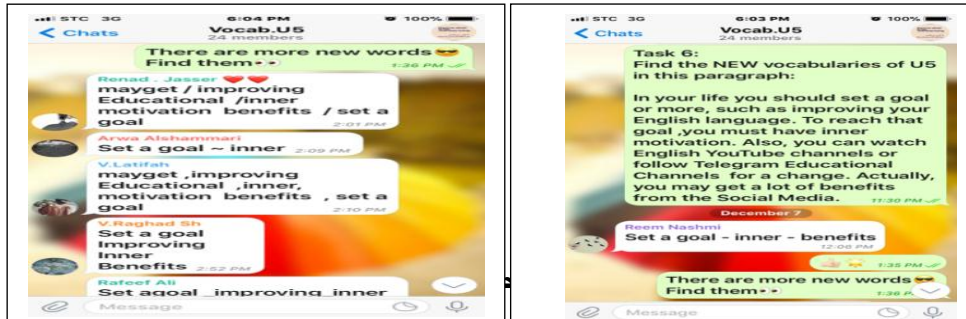 STC 3G 6:04 PM 100%
Chats Vocab.U5
24 members
There are more new words
Find them
1:36 PM
Renad . Jasser
mayget / improving
Educational /inner
motivation benefits / set a
goal
2:01 PM
Arwa Alshammari
Set a goal ~ inner 2:09 PM
V.Latifah
mayget ,improving
Educational ,inner,
motivation benefits , set a
goal
2:10 PM
V.Raghad Sh
Set a goal
Improving
Inner
Benefits 2:52 PM
Rafeef Ali
Set agoal _improving_inner
Message
STC 3G 6:03 PM 100%
Chats Vocab.U5
24 members
Task 6:
Find the NEW vocabularies of U5
in this paragraph:
In your life you should set a goal
or more, such as improving your
English language. To reach that
goal ,you must have inner
motivation. Also, you can watch
English YouTube channels or
follow Telegram Educational
Channels for a change. Actually,
you may get a lot of benefits
from the Social Media.
11:30 PM
December 7
Reem Nashmi
Set a goal - inner - benefits
12:06 PM
1:35 PM
There are more new words
Find them
1:36 P
Message